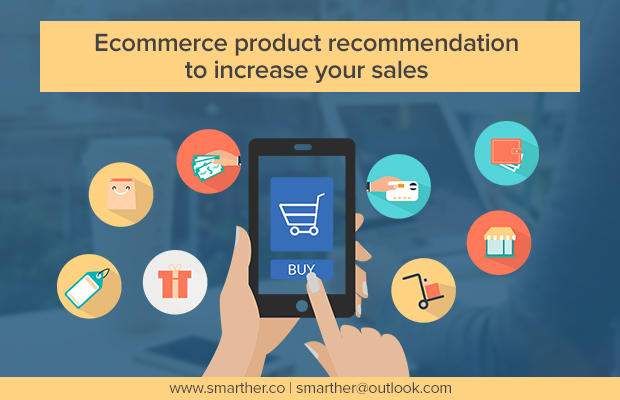 Ecommerce product recommendation
to increase your sales
BUY
www.smarther.co | smarther@outlook.com